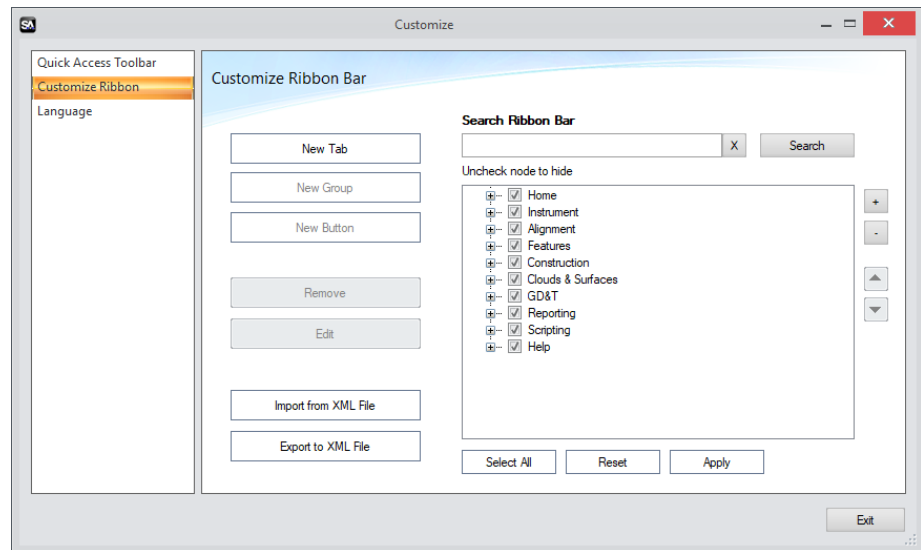 SA
Customize
Quick Access Toolbar
Customize Ribbon
Language
Customize Ribbon Bar
New Tab
New Group
New Button
Remove
Edit
Import from XML File
Export to XML File
Search Ribbon Bar
X
Search
Uncheck node to hide
Home
Instrument
Alignment
Features
Construction
Clouds & Surfaces
GD&T
Reporting
Scripting
Help
+
-
Select All Reset Apply
Exit